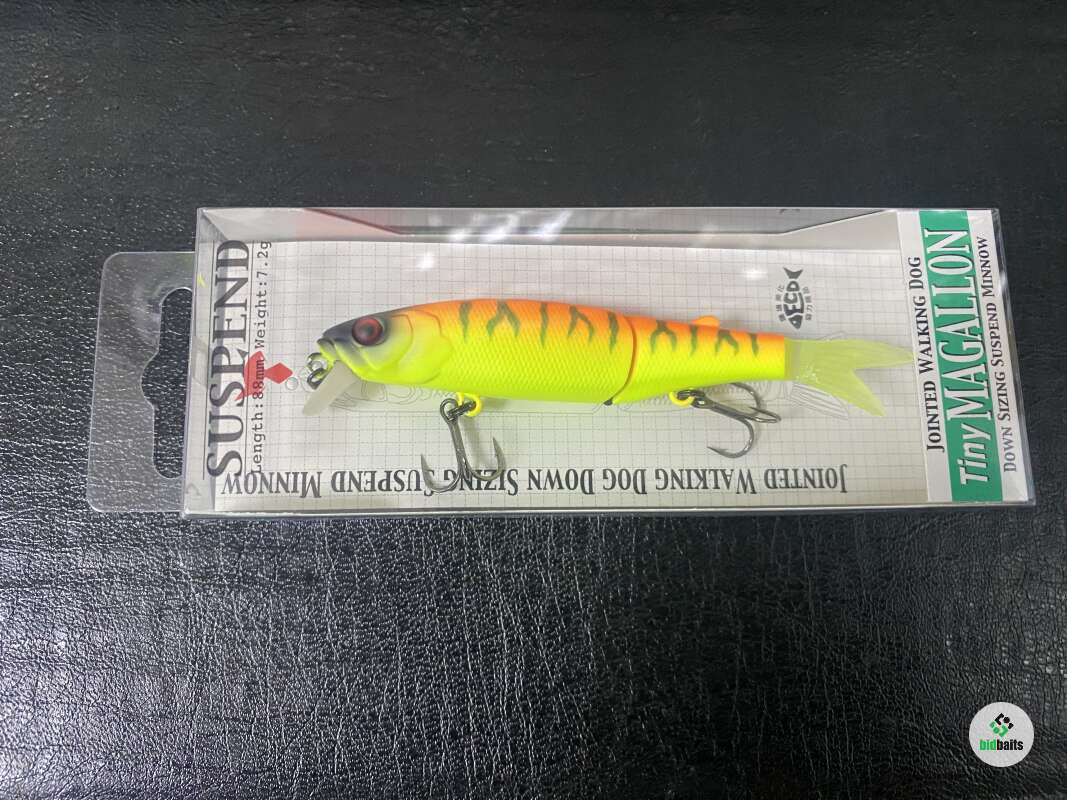 SUSPEND
Length:88mm Weight:7.2g
ECO
JOINTED WALKING DOG DOWN SIZING SUSPEND MINNOW
JOINTED WALKING DOG
Tiny MAGALLON
DOWN SIZING SUSPEND MINNOW
bidbaits